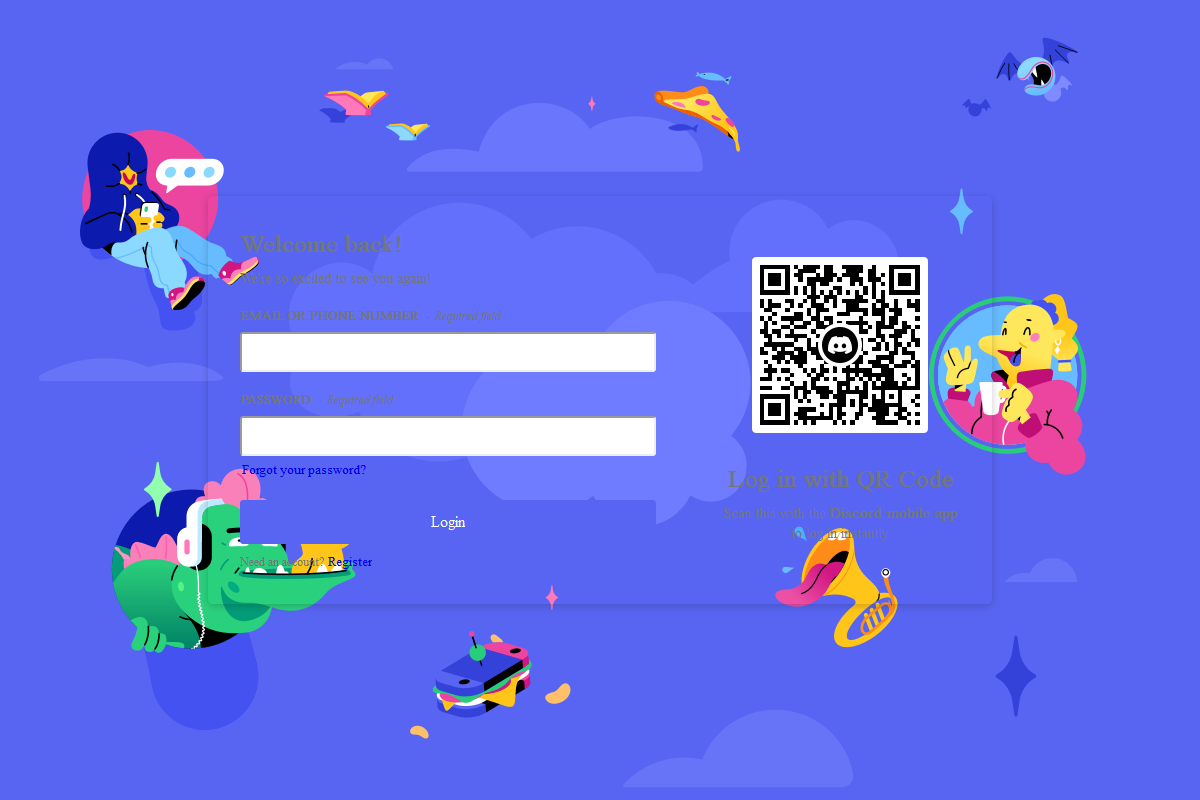 Welcome back!
We're so excited to see you again!
EMAIL OR PHONE NUMBER Required field
PASSWORD Required field
Forgot your password?
Login
Need an account? Register
Log in with QR Code
Scan this with the Discord mobile app
to log in instantly.